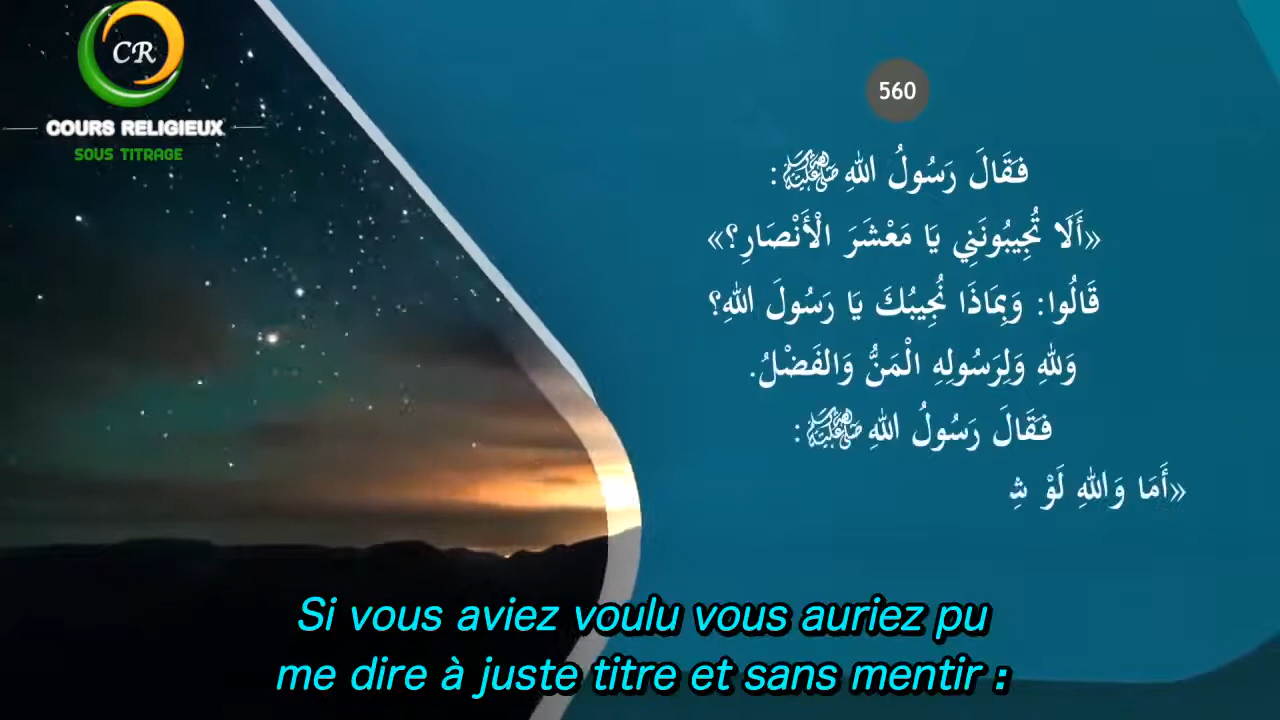 CR
COURS RELIGIEUX
SOUS TITRAGE
560
فَقَالَ رَسُولُ اللهِ ﷺ:
«أَلَا تُجِيبُونَنِي يَا مَعْشَرَ الْأَنْصَارِ؟»
قَالُوا: وَبِمَاذَا نُجِيبُكَ يَا رَسُولَ اللهِ؟
وَللهِ وَلِرَسُولِهِ الْمَنُّ وَالفَضْلُ.
فَقَالَ رَسُولُ اللهِ ﷺ:
«أَمَا وَاللهِ لَوْ شِ
Si vous aviez voulu vous auriez pu
me dire à juste titre et sans mentir :